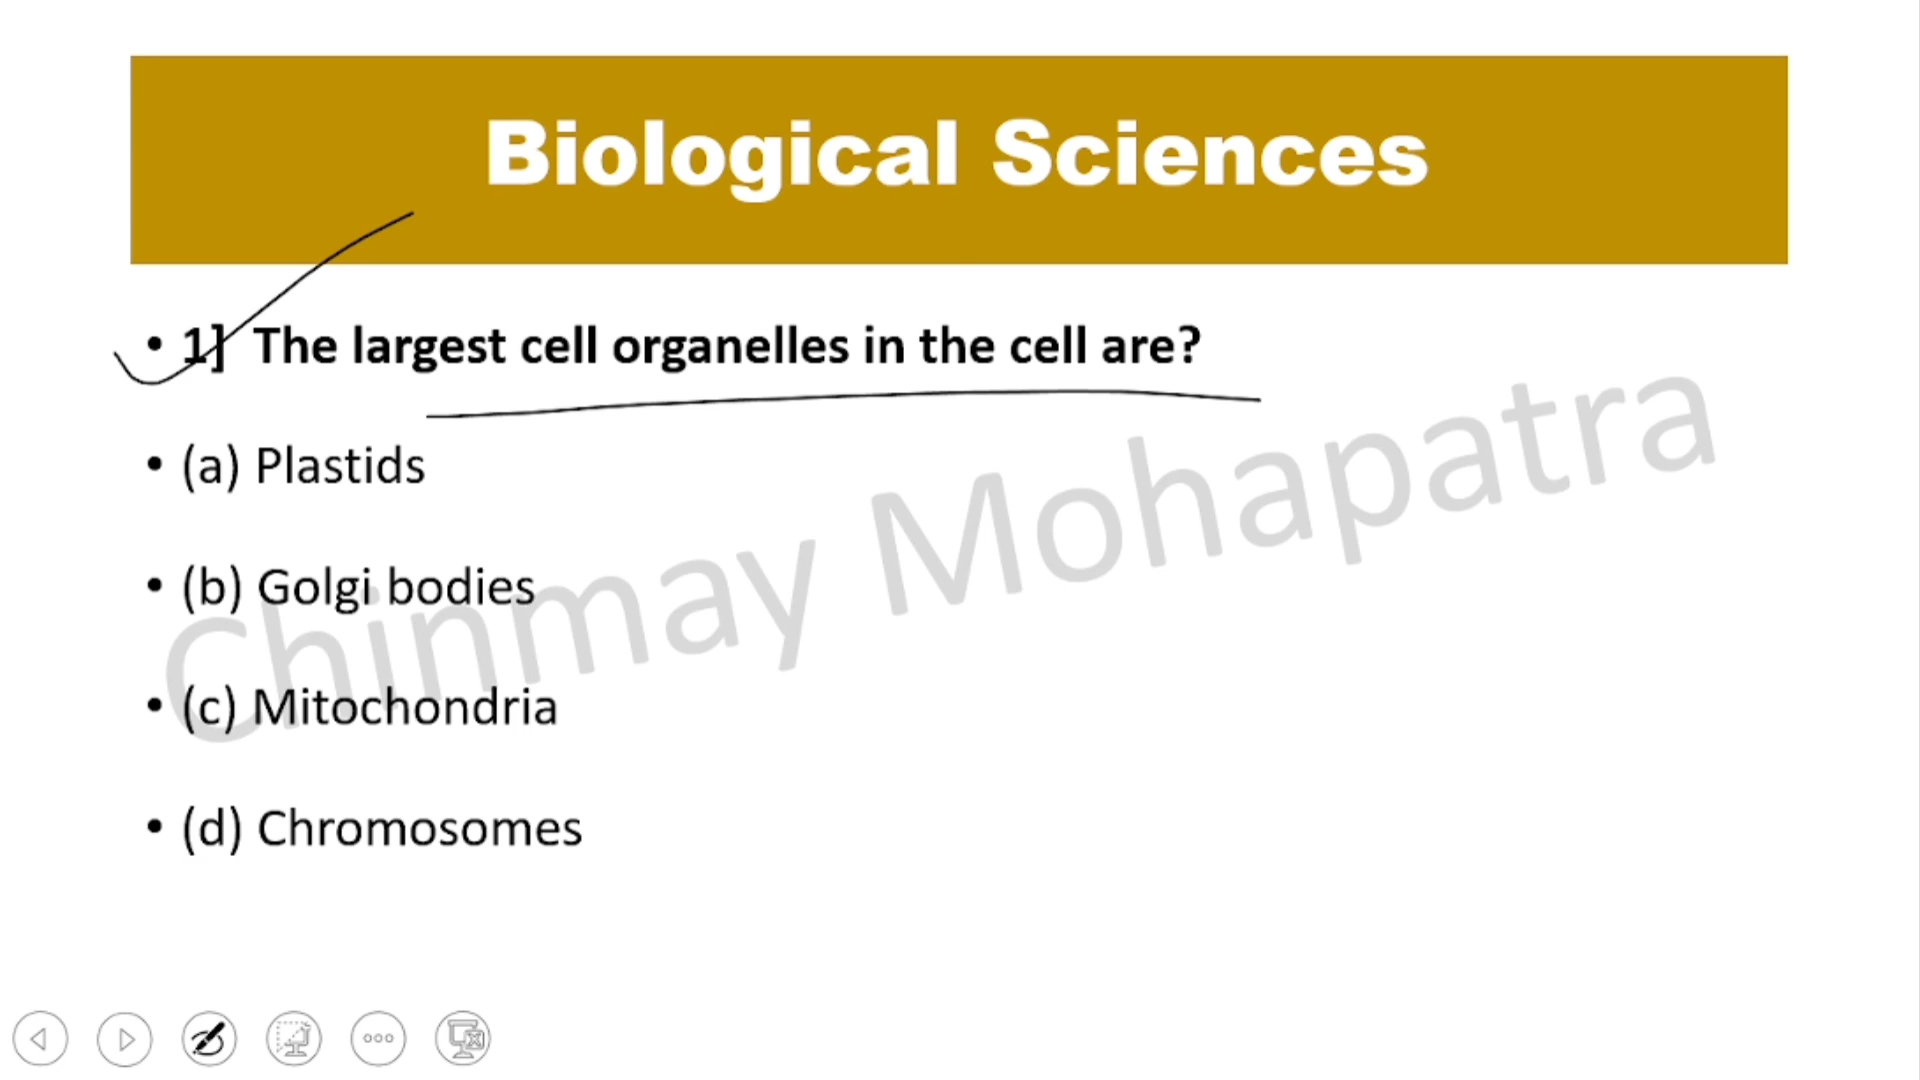 Biological Sciences
• 1] The largest cell organelles in the cell are?
• (a) Plastids
• (b) Golgi bodies
• (c) Mitochondria
• (d) Chromosomes
Chinmay Mohapatra